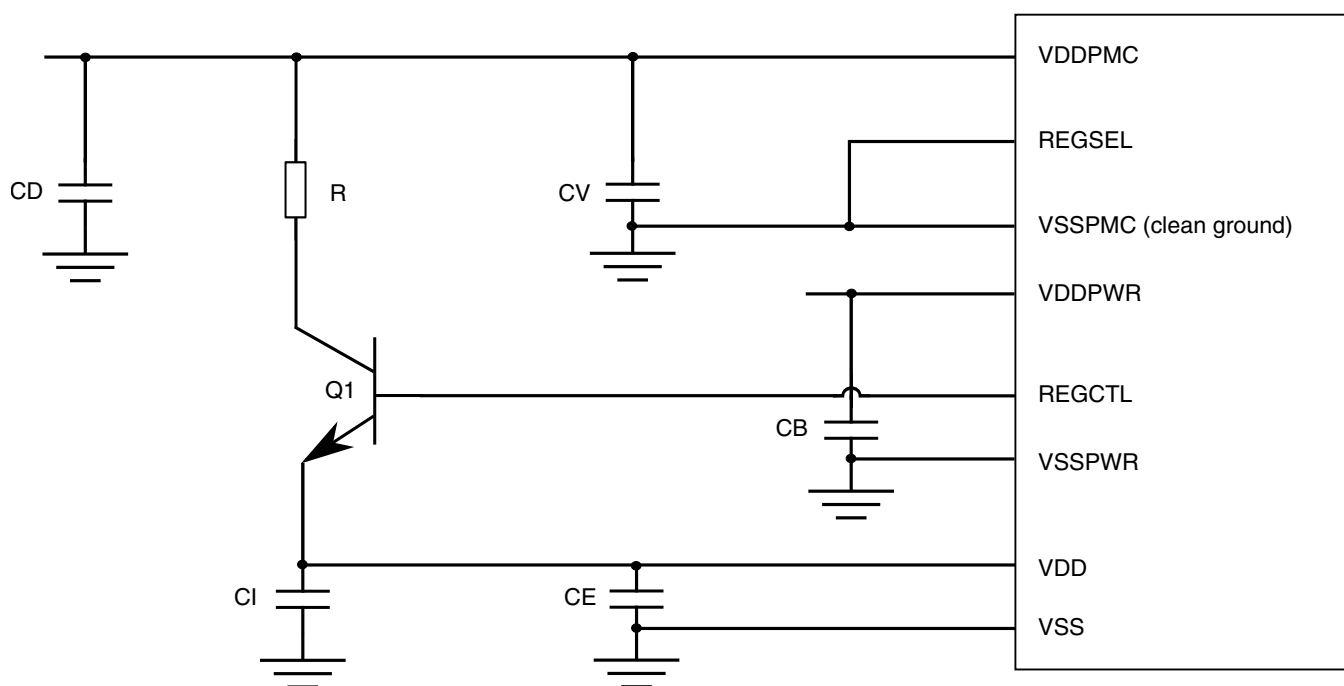 VDDPMC
REGSEL
CD
R
CV
VSSPMC (clean ground)
VDDPWR
Q1
REGCTL
CB
VSSPWR
VDD
CI
CE
VSS